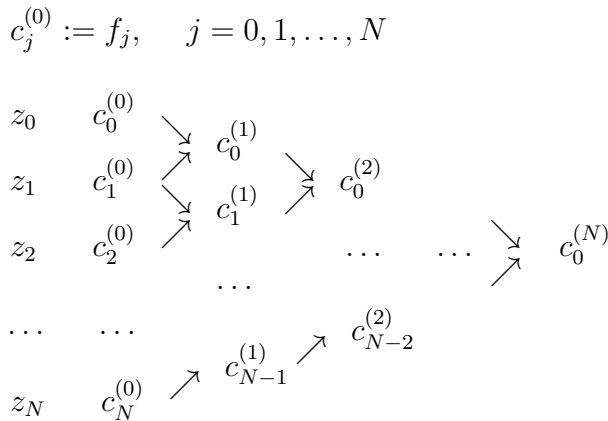 c_j^{(0)} := f_j, j = 0, 1, …, N
z_0 c_0^{(0)}
c_0^{(1)}
z_1 c_1^{(0)} c_0^{(2)}
c_1^{(1)}
z_2 c_2^{(0)} … … c_0^{(N)}
…
… … c_{N-2}^{(2)}
c_{N-1}^{(1)}
z_N c_N^{(0)}